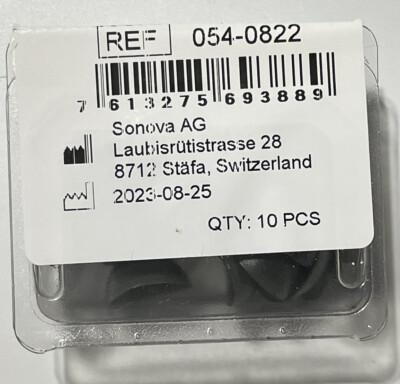 REF 054-0822
7 613275 693889
Sonova AG
Laubisrütistrasse 28
8712 Stäfa, Switzerland
2023-08-25
QTY: 10 PCS